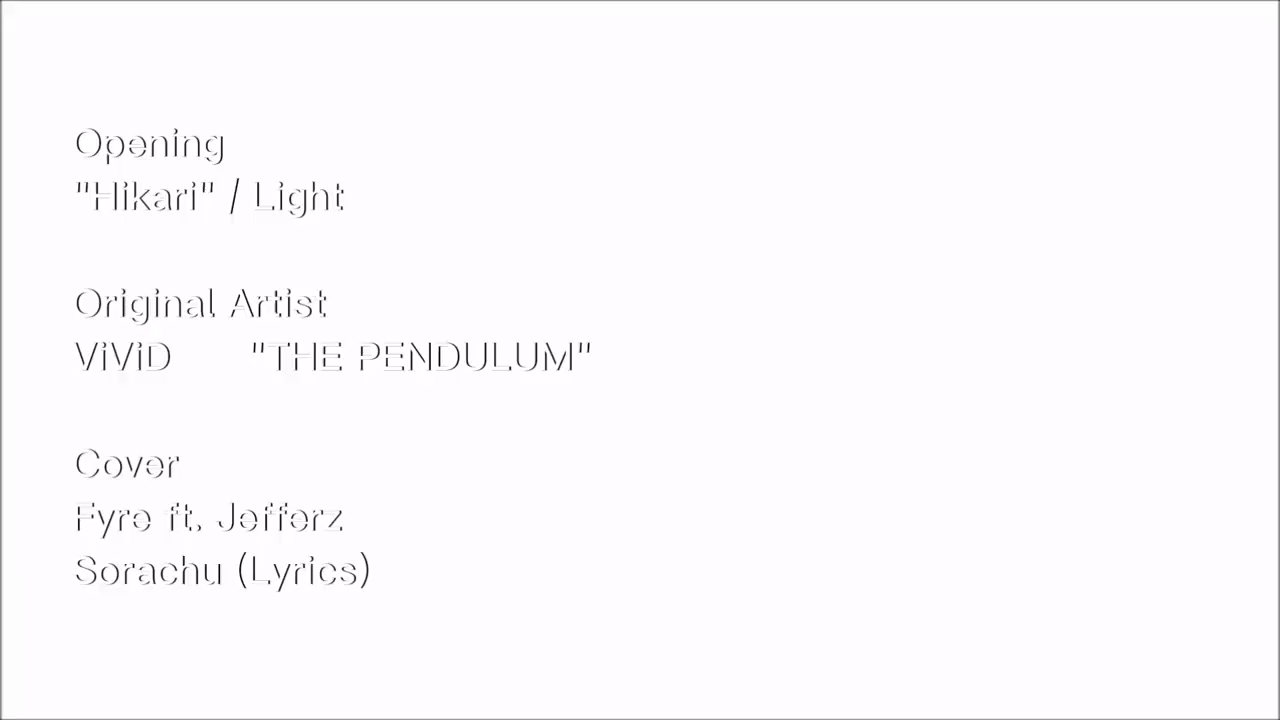 Opening
"Hikari" / Light
Original Artist
ViViD "THE PENDULUM"
Cover
Fyre ft. Jefferz
Sorachu (Lyrics)